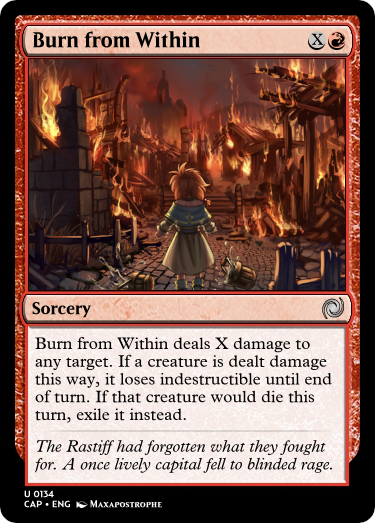 Burn from Within X
Sorcery
Burn from Within deals X damage to
any target. If a creature is dealt damage
this way, it loses indestructible until end
of turn. If that creature would die this
turn, exile it instead.
The Rastiff had forgotten what they fought
for. A once lively capital fell to blinded rage.
U 0134
CAP • ENG Maxapostrophe